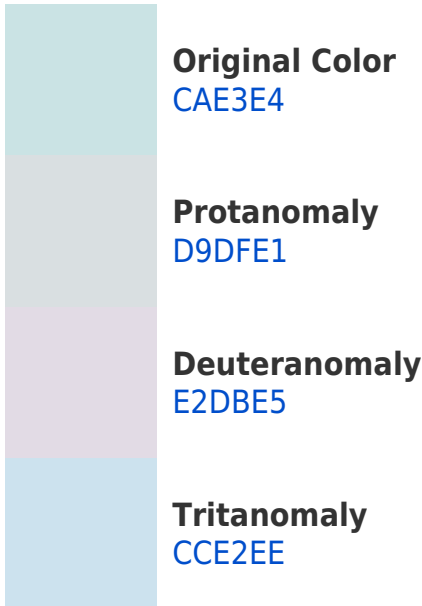 Original Color
CAE3E4
Protanomaly
D9DFE1
Deuteranomaly
E2DBE5
Tritanomaly
CCE2EE